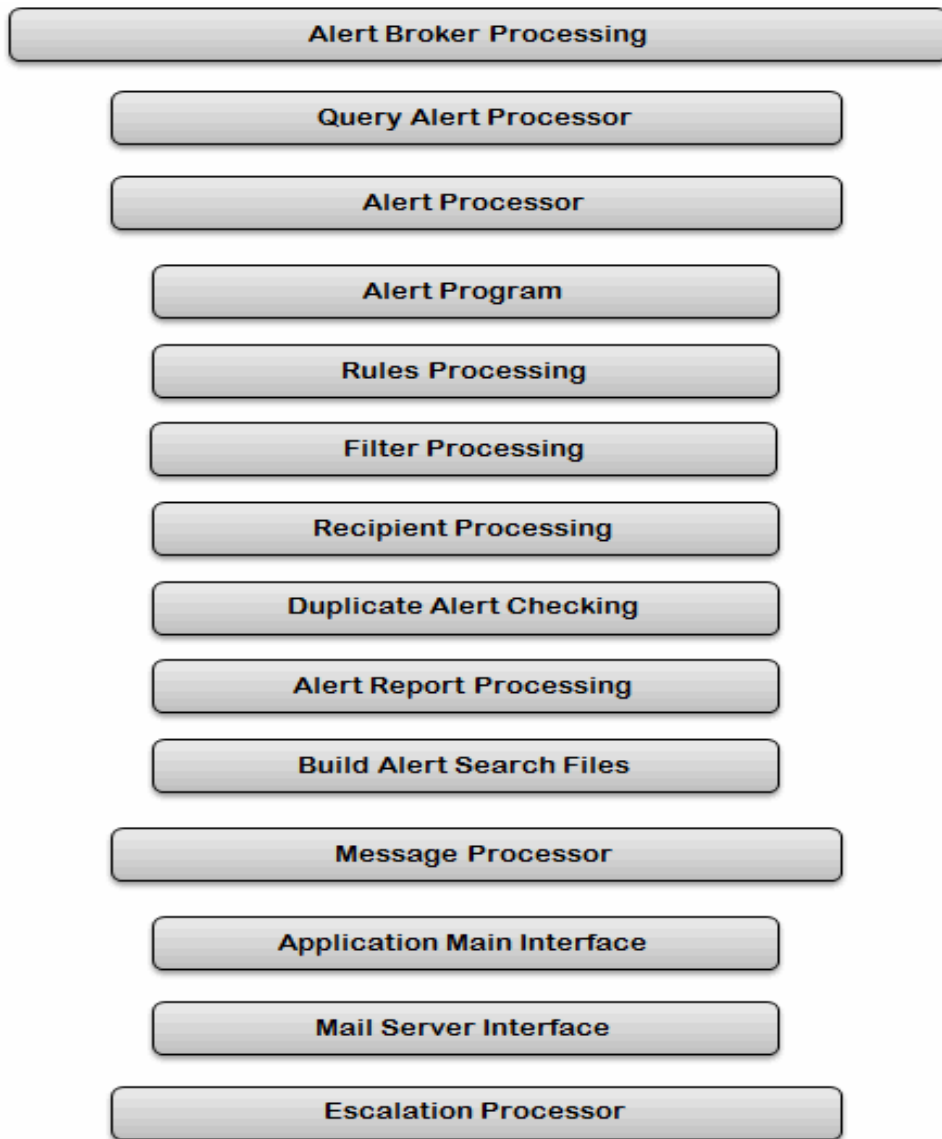 Alert Broker Processing
Query Alert Processor
Alert Processor
Alert Program
Rules Processing
Filter Processing
Recipient Processing
Duplicate Alert Checking
Alert Report Processing
Build Alert Search Files
Message Processor
Application Main Interface
Mail Server Interface
Escalation Processor